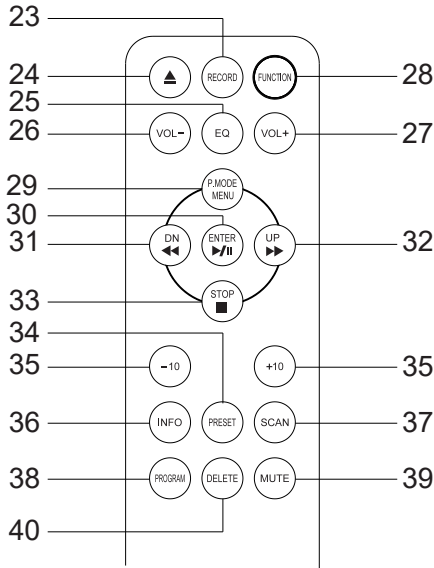 23
24 RECORD FUNCTION 28
25
26 VOL- EQ VOL+ 27
29 P.MODE
MENU
30
31 DN ENTER UP 32
33 STOP
34
35 -10 +10 35
36 INFO PRESET SCAN 37
38 PROGRAM DELETE MUTE 39
40